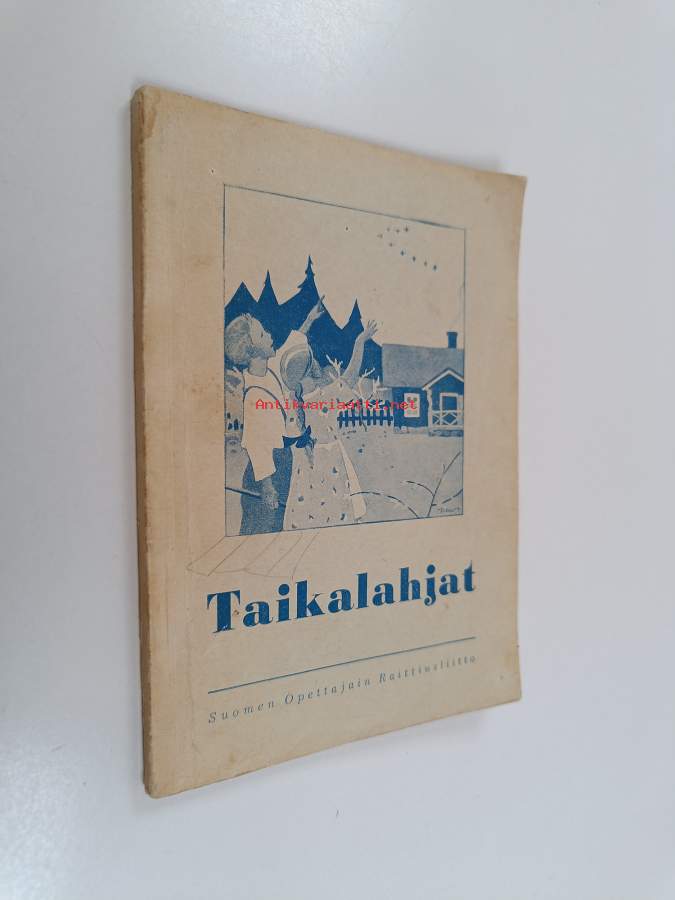 Antikvariaatti.net
Taikalahjat
Suomen Opettajain Raittiusliitto